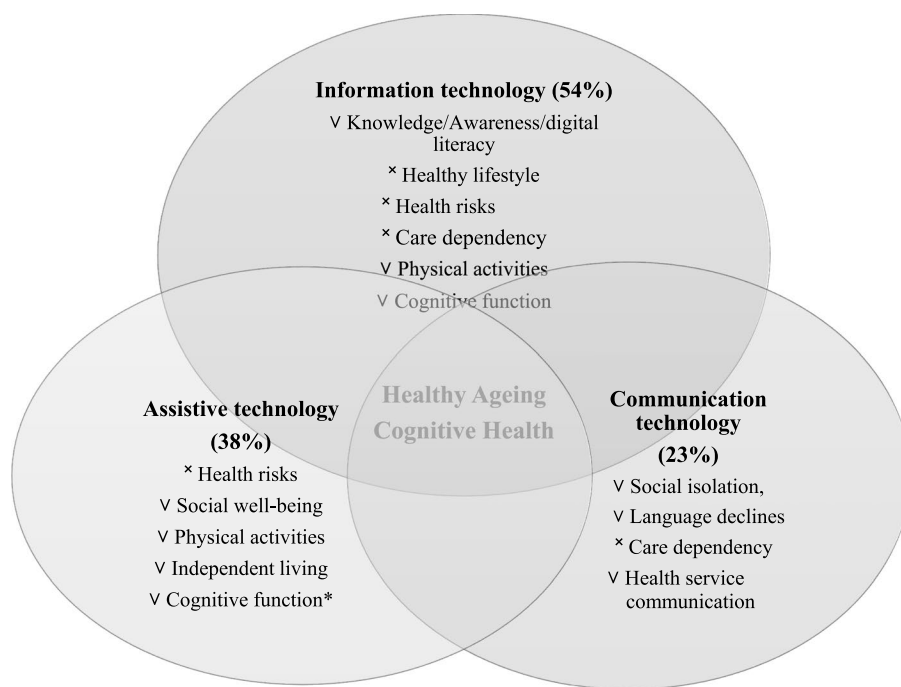 Information technology (54%)
∨ Knowledge/Awareness/digital
literacy
× Healthy lifestyle
× Health risks
× Care dependency
∨ Physical activities
∨ Cognitive function
Healthy Ageing
Cognitive Health
Assistive technology
(38%)
× Health risks
∨ Social well-being
∨ Physical activities
∨ Independent living
∨ Cognitive function*
Communication
technology
(23%)
∨ Social isolation,
∨ Language declines
× Care dependency
∨ Health service
communication